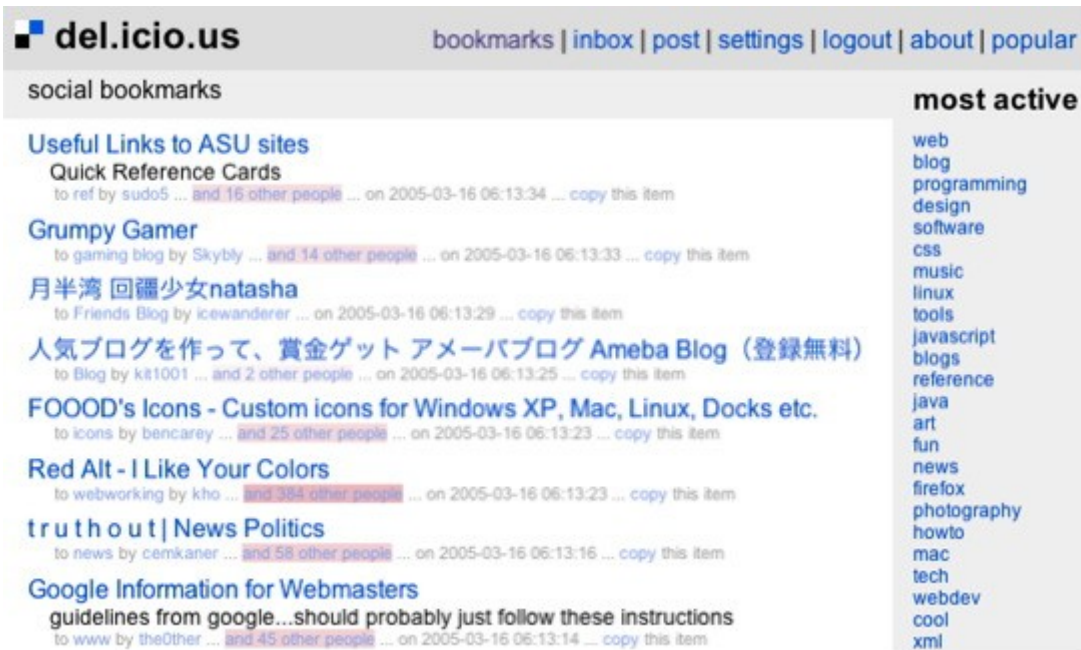 del.icio.us
bookmarks | inbox | post | settings | logout | about | popular
social bookmarks
Useful Links to ASU sites
Quick Reference Cards
to ref by sudo5 ... and 16 other people ... on 2005-03-16 06:13:34 ... copy this item
Grumpy Gamer
to gaming blog by Skybly ... and 14 other people ... on 2005-03-16 06:13:33 ... copy this item
月半湾 回疆少女natasha
to Friends Blog by icewanderer ... on 2005-03-16 06:13:29 ... copy this item
人気ブログを作って、賞金ゲット アメーバブログ Ameba Blog（登録無料）
to Blog by kit1001 ... and 2 other people ... on 2005-03-16 06:13:25 ... copy this item
FOOOD's Icons - Custom icons for Windows XP, Mac, Linux, Docks etc.
to icons by bencarey ... and 25 other people ... on 2005-03-16 06:13:23 ... copy this item
Red Alt - I Like Your Colors
to webworking by kho ... and 384 other people ... on 2005-03-16 06:13:23 ... copy this item
t r u t h o u t | News Politics
to news by cemkaner ... and 58 other people ... on 2005-03-16 06:13:16 ... copy this item
Google Information for Webmasters
guidelines from google...should probably just follow these instructions
to www by the0ther ... and 45 other people ... on 2005-03-16 06:13:14 ... copy this item
most active
web
blog
programming
design
software
css
music
linux
tools
javascript
blogs
reference
java
art
fun
news
firefox
photography
howto
mac
tech
webdev
cool
xml